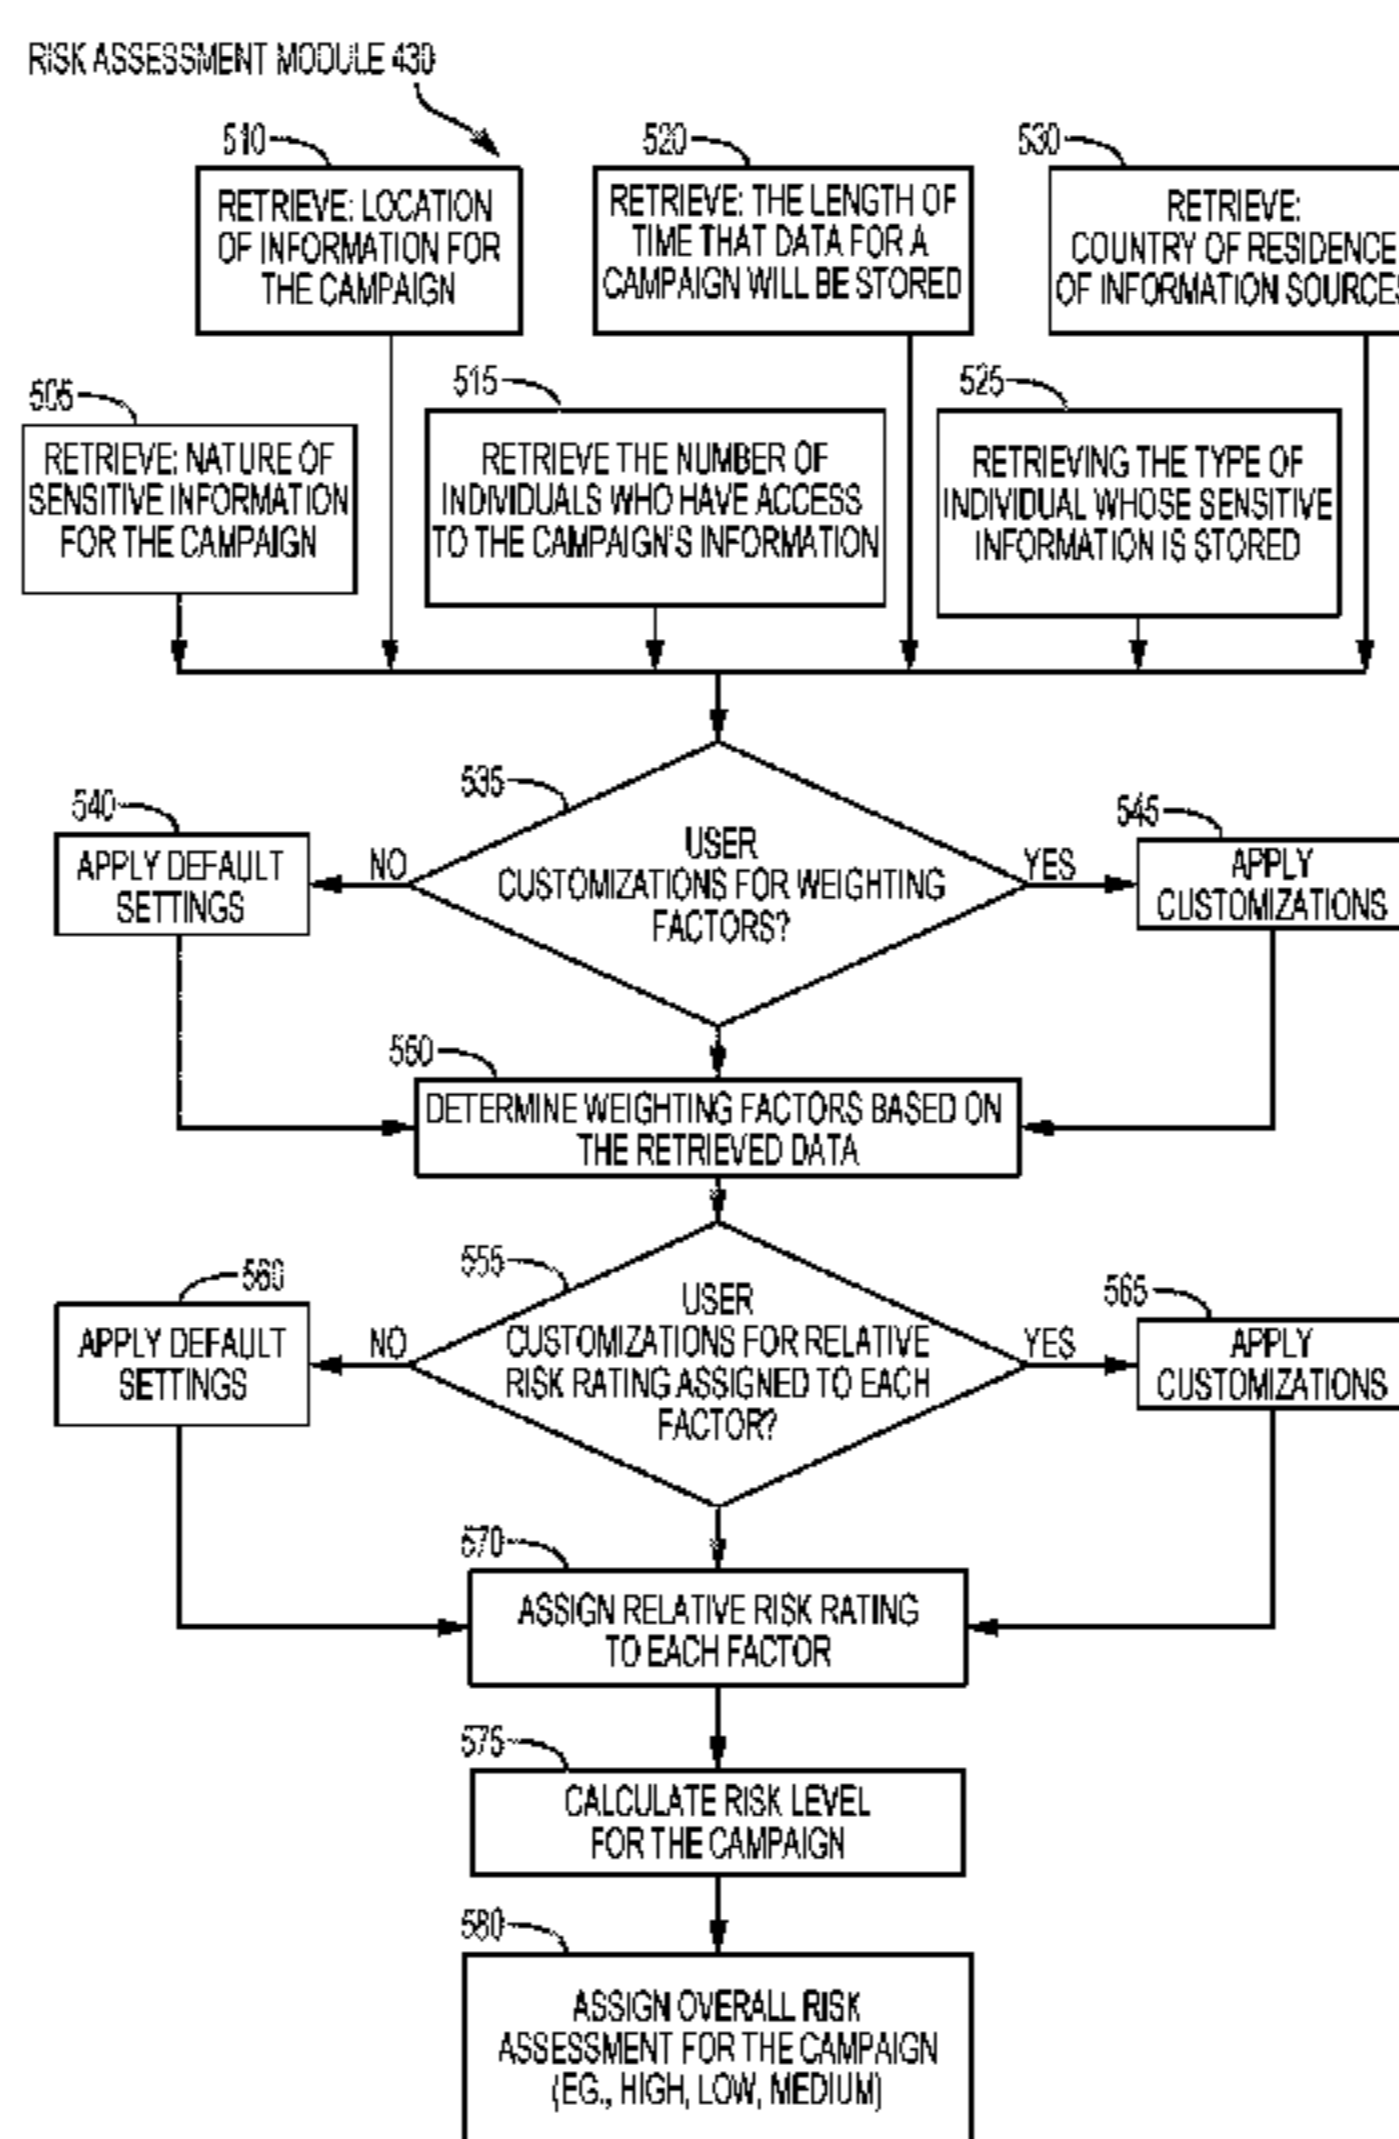 RISK ASSESSMENT MODULE 430
510
RETRIEVE: LOCATION
OF INFORMATION FOR
THE CAMPAIGN
520
RETRIEVE: THE LENGTH OF
TIME THAT DATA FOR A
CAMPAIGN WILL BE STORED
530
RETRIEVE:
COUNTRY OF RESIDENCE
OF INFORMATION SOURCES
505
RETRIEVE: NATURE OF
SENSITIVE INFORMATION
FOR THE CAMPAIGN
515
RETRIEVE THE NUMBER OF
INDIVIDUALS WHO HAVE ACCESS
TO THE CAMPAIGN'S INFORMATION
525
RETRIEVING THE TYPE OF
INDIVIDUAL WHOSE SENSITIVE
INFORMATION IS STORED
535
USER
CUSTOMIZATIONS FOR WEIGHTING
FACTORS?
NO
YES
540
APPLY DEFAULT
SETTINGS
545
APPLY
CUSTOMIZATIONS
550
DETERMINE WEIGHTING FACTORS BASED ON
THE RETRIEVED DATA
555
USER
CUSTOMIZATIONS FOR RELATIVE
RISK RATING ASSIGNED TO EACH
FACTOR?
NO
YES
560
APPLY DEFAULT
SETTINGS
565
APPLY
CUSTOMIZATIONS
570
ASSIGN RELATIVE RISK RATING
TO EACH FACTOR
575
CALCULATE RISK LEVEL
FOR THE CAMPAIGN
580
ASSIGN OVERALL RISK
ASSESSMENT FOR THE CAMPAIGN
(EG., HIGH, LOW, MEDIUM)